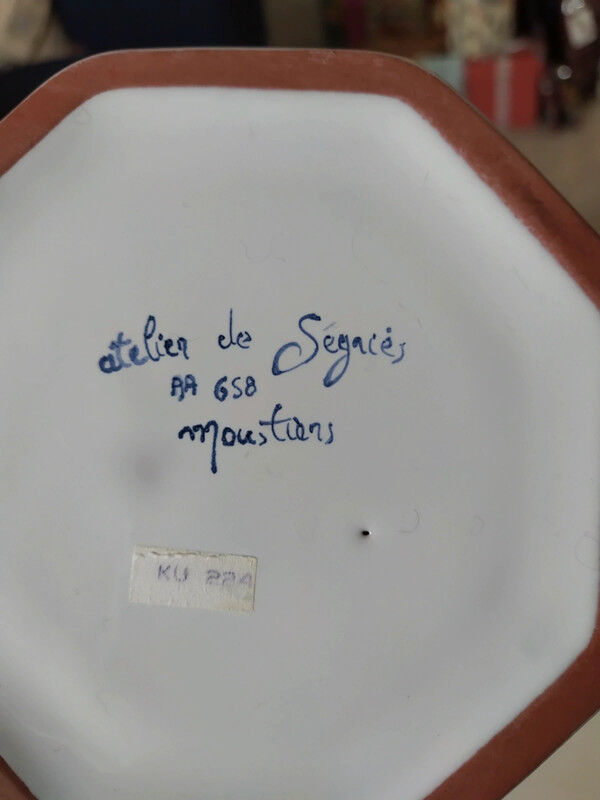 atelier de Ségriès
AA 658
Moustiers
KU 224